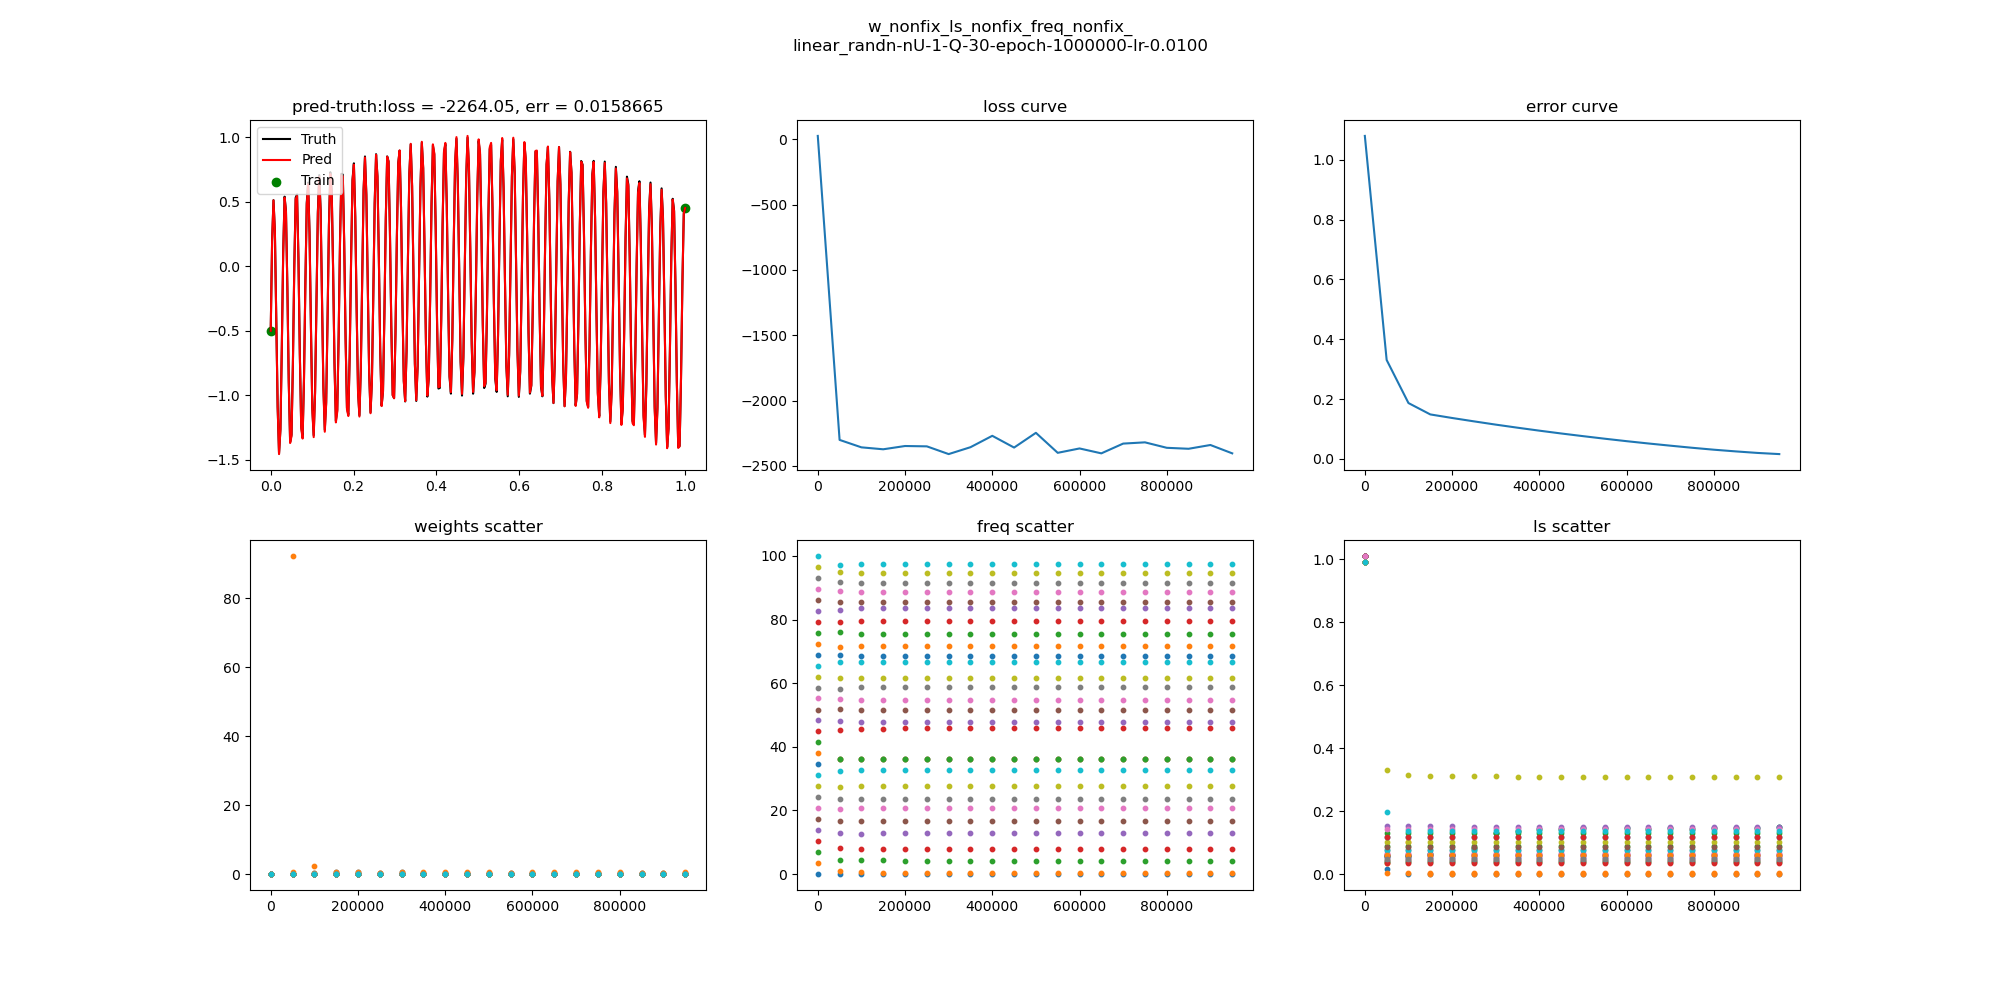 w_nonfix_ls_nonfix_freq_nonfix_
linear_randn-nU-1-Q-30-epoch-1000000-lr-0.0100
pred-truth:loss = -2264.05, err = 0.0158665
1.0
0.5
0.0
−0.5
−1.0
−1.5
0.0 0.2 0.4 0.6 0.8 1.0
Truth
Pred
Train
loss curve
0
−500
−1000
−1500
−2000
−2500
0 200000 400000 600000 800000
error curve
1.0
0.8
0.6
0.4
0.2
0.0
0 200000 400000 600000 800000
weights scatter
80
60
40
20
0
0 200000 400000 600000 800000
freq scatter
100
80
60
40
20
0
0 200000 400000 600000 800000
ls scatter
1.0
0.8
0.6
0.4
0.2
0.0
0 200000 400000 600000 800000